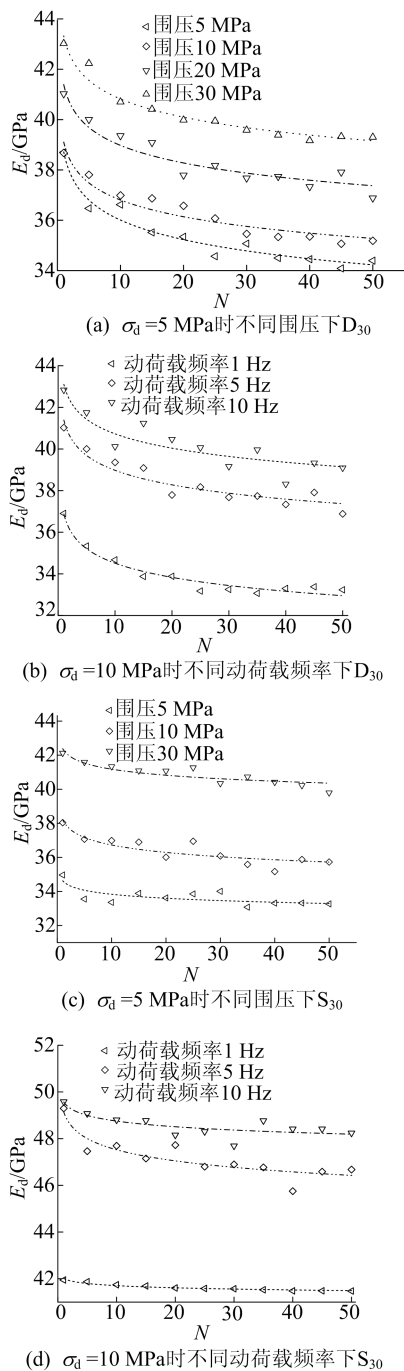 44
42
40
38
36
34
E_d/GPa
围压5 MPa
围压10 MPa
围压20 MPa
围压30 MPa
0 10 20 30 40 50
N
(a) σ_d =5 MPa时不同围压下D₃₀
44
42
40
38
36
34
32
E_d/GPa
动荷载频率1 Hz
动荷载频率5 Hz
动荷载频率10 Hz
0 10 20 30 40 50
N
(b) σ_d =10 MPa时不同动荷载频率下D₃₀
44
42
40
38
36
34
32
E_d/GPa
围压5 MPa
围压10 MPa
围压30 MPa
0 10 20 30 40 50
N
(c) σ_d =5 MPa时不同围压下S₃₀
52
50
48
46
42
E_d/GPa
动荷载频率1 Hz
动荷载频率5 Hz
动荷载频率10 Hz
0 10 20 30 40 50
N
(d) σ_d =10 MPa时不同动荷载频率下S₃₀